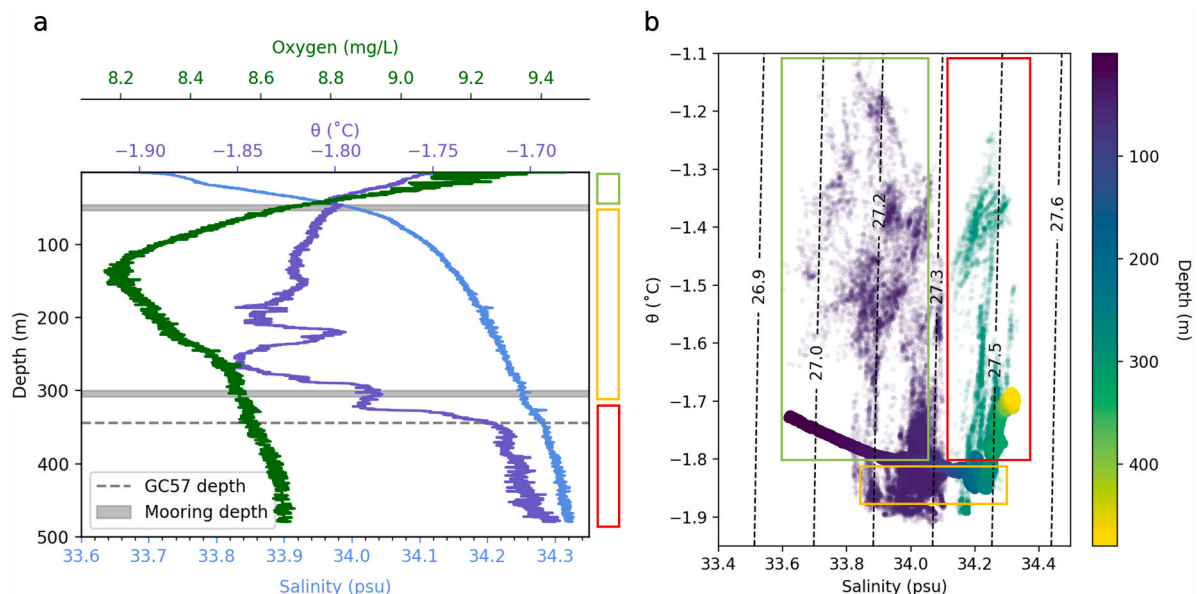 a
Oxygen (mg/L)
8.2 8.4 8.6 8.8 9.0 9.2 9.4
θ (˚C)
−1.90 −1.85 −1.80 −1.75 −1.70
100
200
300
400
500
Depth (m)
GC57 depth
Mooring depth
33.6 33.7 33.8 33.9 34.0 34.1 34.2 34.3
Salinity (psu)
b
−1.1
−1.2
−1.3
−1.4
−1.5
−1.6
−1.7
−1.8
−1.9
θ (˚C)
26.9
27.0
27.2
27.3
27.5
27.6
33.4 33.6 33.8 34.0 34.2 34.4
Salinity (psu)
100
200
300
400
Depth (m)